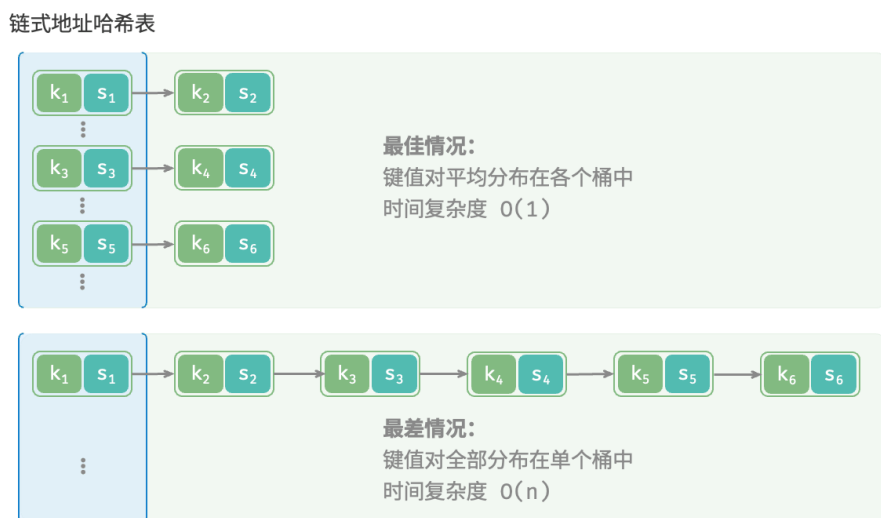 链式地址哈希表
k₁ s₁ k₂ s₂
k₃ s₃ k₄ s₄
k₅ s₅ k₆ s₆
最佳情况：
键值对平均分布在各个桶中
时间复杂度 O(1)
k₁ s₁ k₂ s₂ k₃ s₃ k₄ s₄ k₅ s₅ k₆ s₆
最差情况：
键值对全部分布在单个桶中
时间复杂度 O(n)